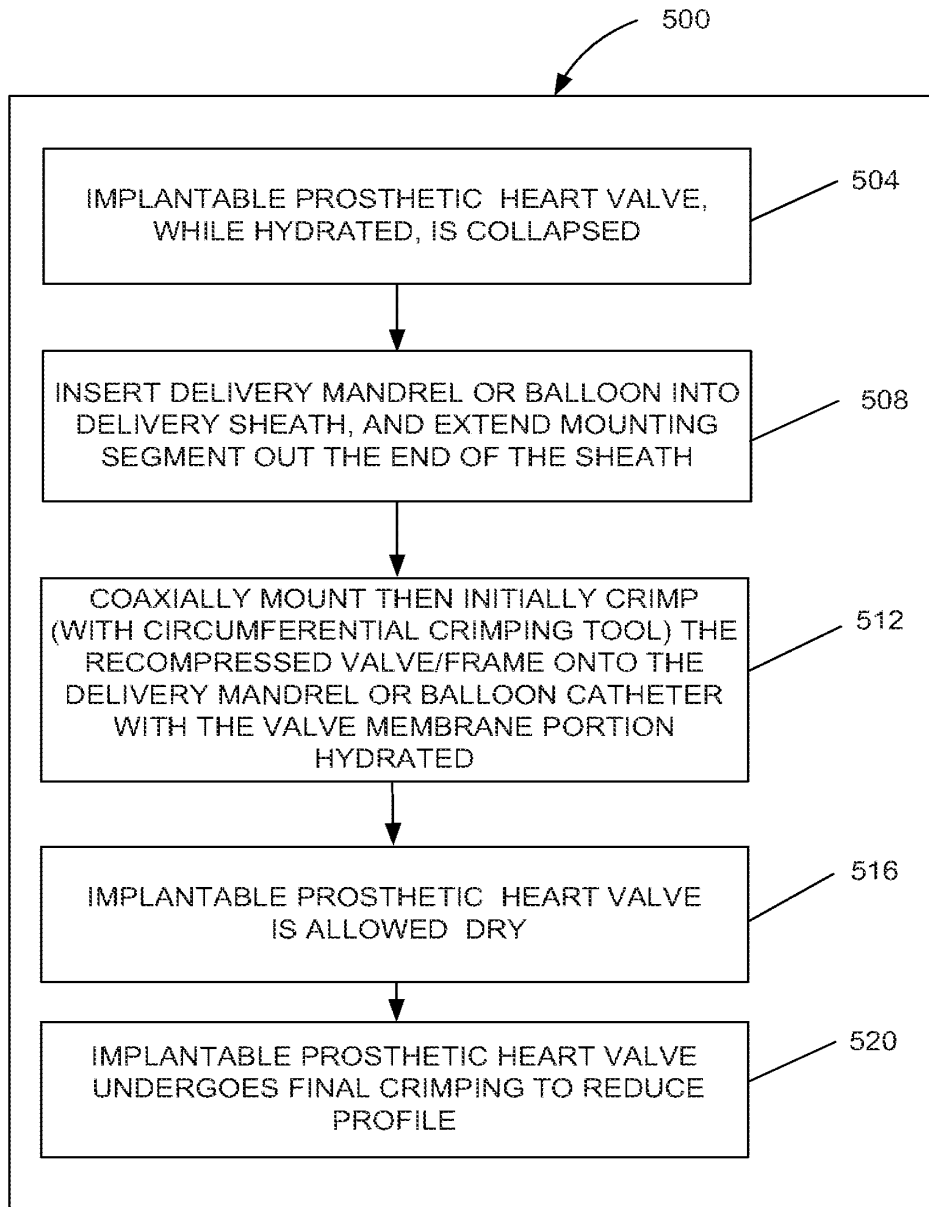 500
IMPLANTABLE PROSTHETIC HEART VALVE,
WHILE HYDRATED, IS COLLAPSED
504
INSERT DELIVERY MANDREL OR BALLOON INTO
DELIVERY SHEATH, AND EXTEND MOUNTING
SEGMENT OUT THE END OF THE SHEATH
508
COAXIALLY MOUNT THEN INITIALLY CRIMP
(WITH CIRCUMFERENTIAL CRIMPING TOOL) THE
RECOMPRESSED VALVE/FRAME ONTO THE
DELIVERY MANDREL OR BALLOON CATHETER
WITH THE VALVE MEMBRANE PORTION
HYDRATED
512
IMPLANTABLE PROSTHETIC HEART VALVE
IS ALLOWED DRY
516
IMPLANTABLE PROSTHETIC HEART VALVE
UNDERGOES FINAL CRIMPING TO REDUCE
PROFILE
520